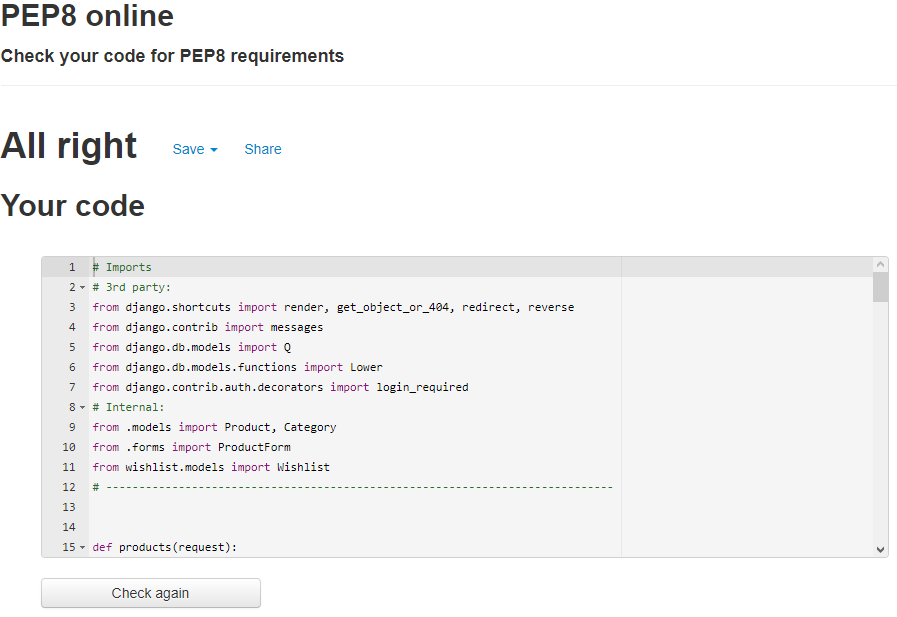 PEP8 online
Check your code for PEP8 requirements
All right Save Share
Your code
1 # Imports
2 # 3rd party:
3 from django.shortcuts import render, get_object_or_404, redirect, reverse
4 from django.contrib import messages
5 from django.db.models import Q
6 from django.db.models.functions import Lower
7 from django.contrib.auth.decorators import login_required
8 # Internal:
9 from .models import Product, Category
10 from .forms import ProductForm
11 from wishlist.models import Wishlist
12 # -----------------------------------------------------------------------------
13
14
15 def products(request):
Check again